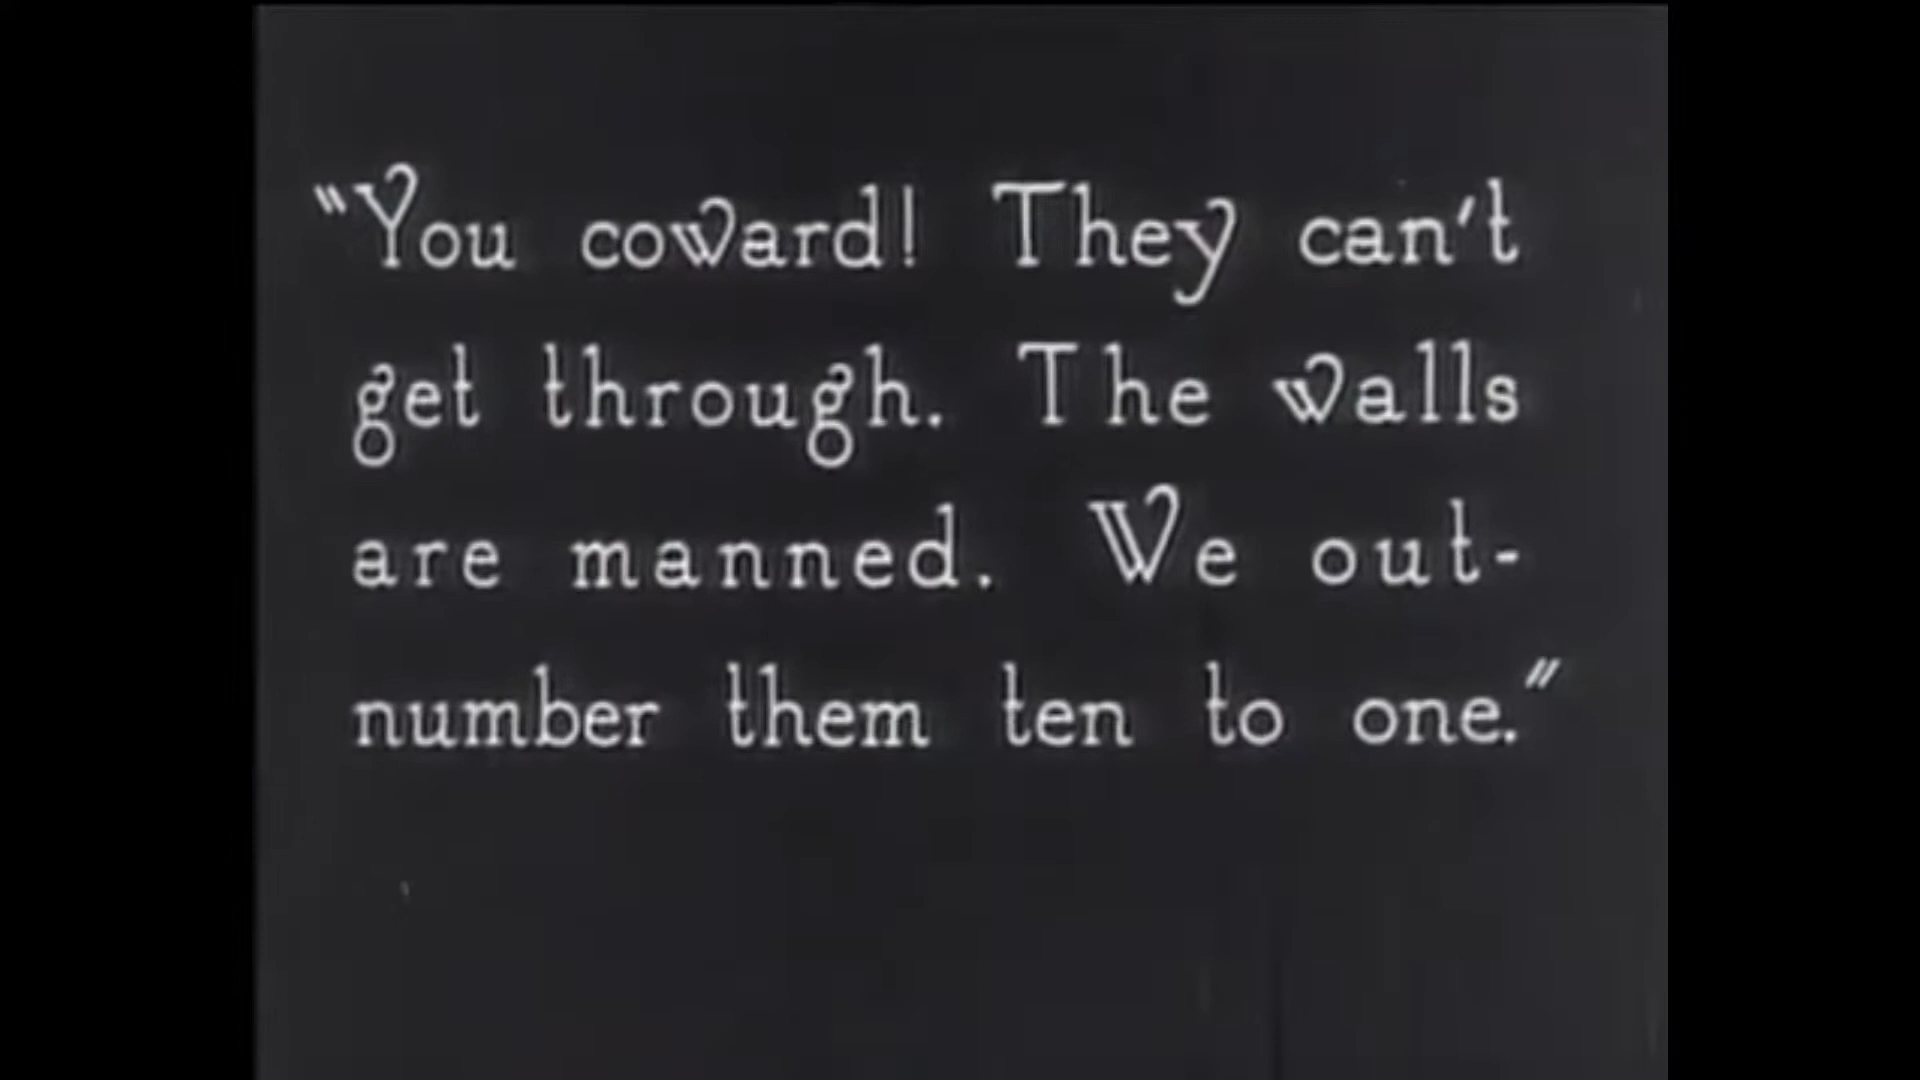 "You coward! They can't
get through. The walls
are manned. We out-
number them ten to one."